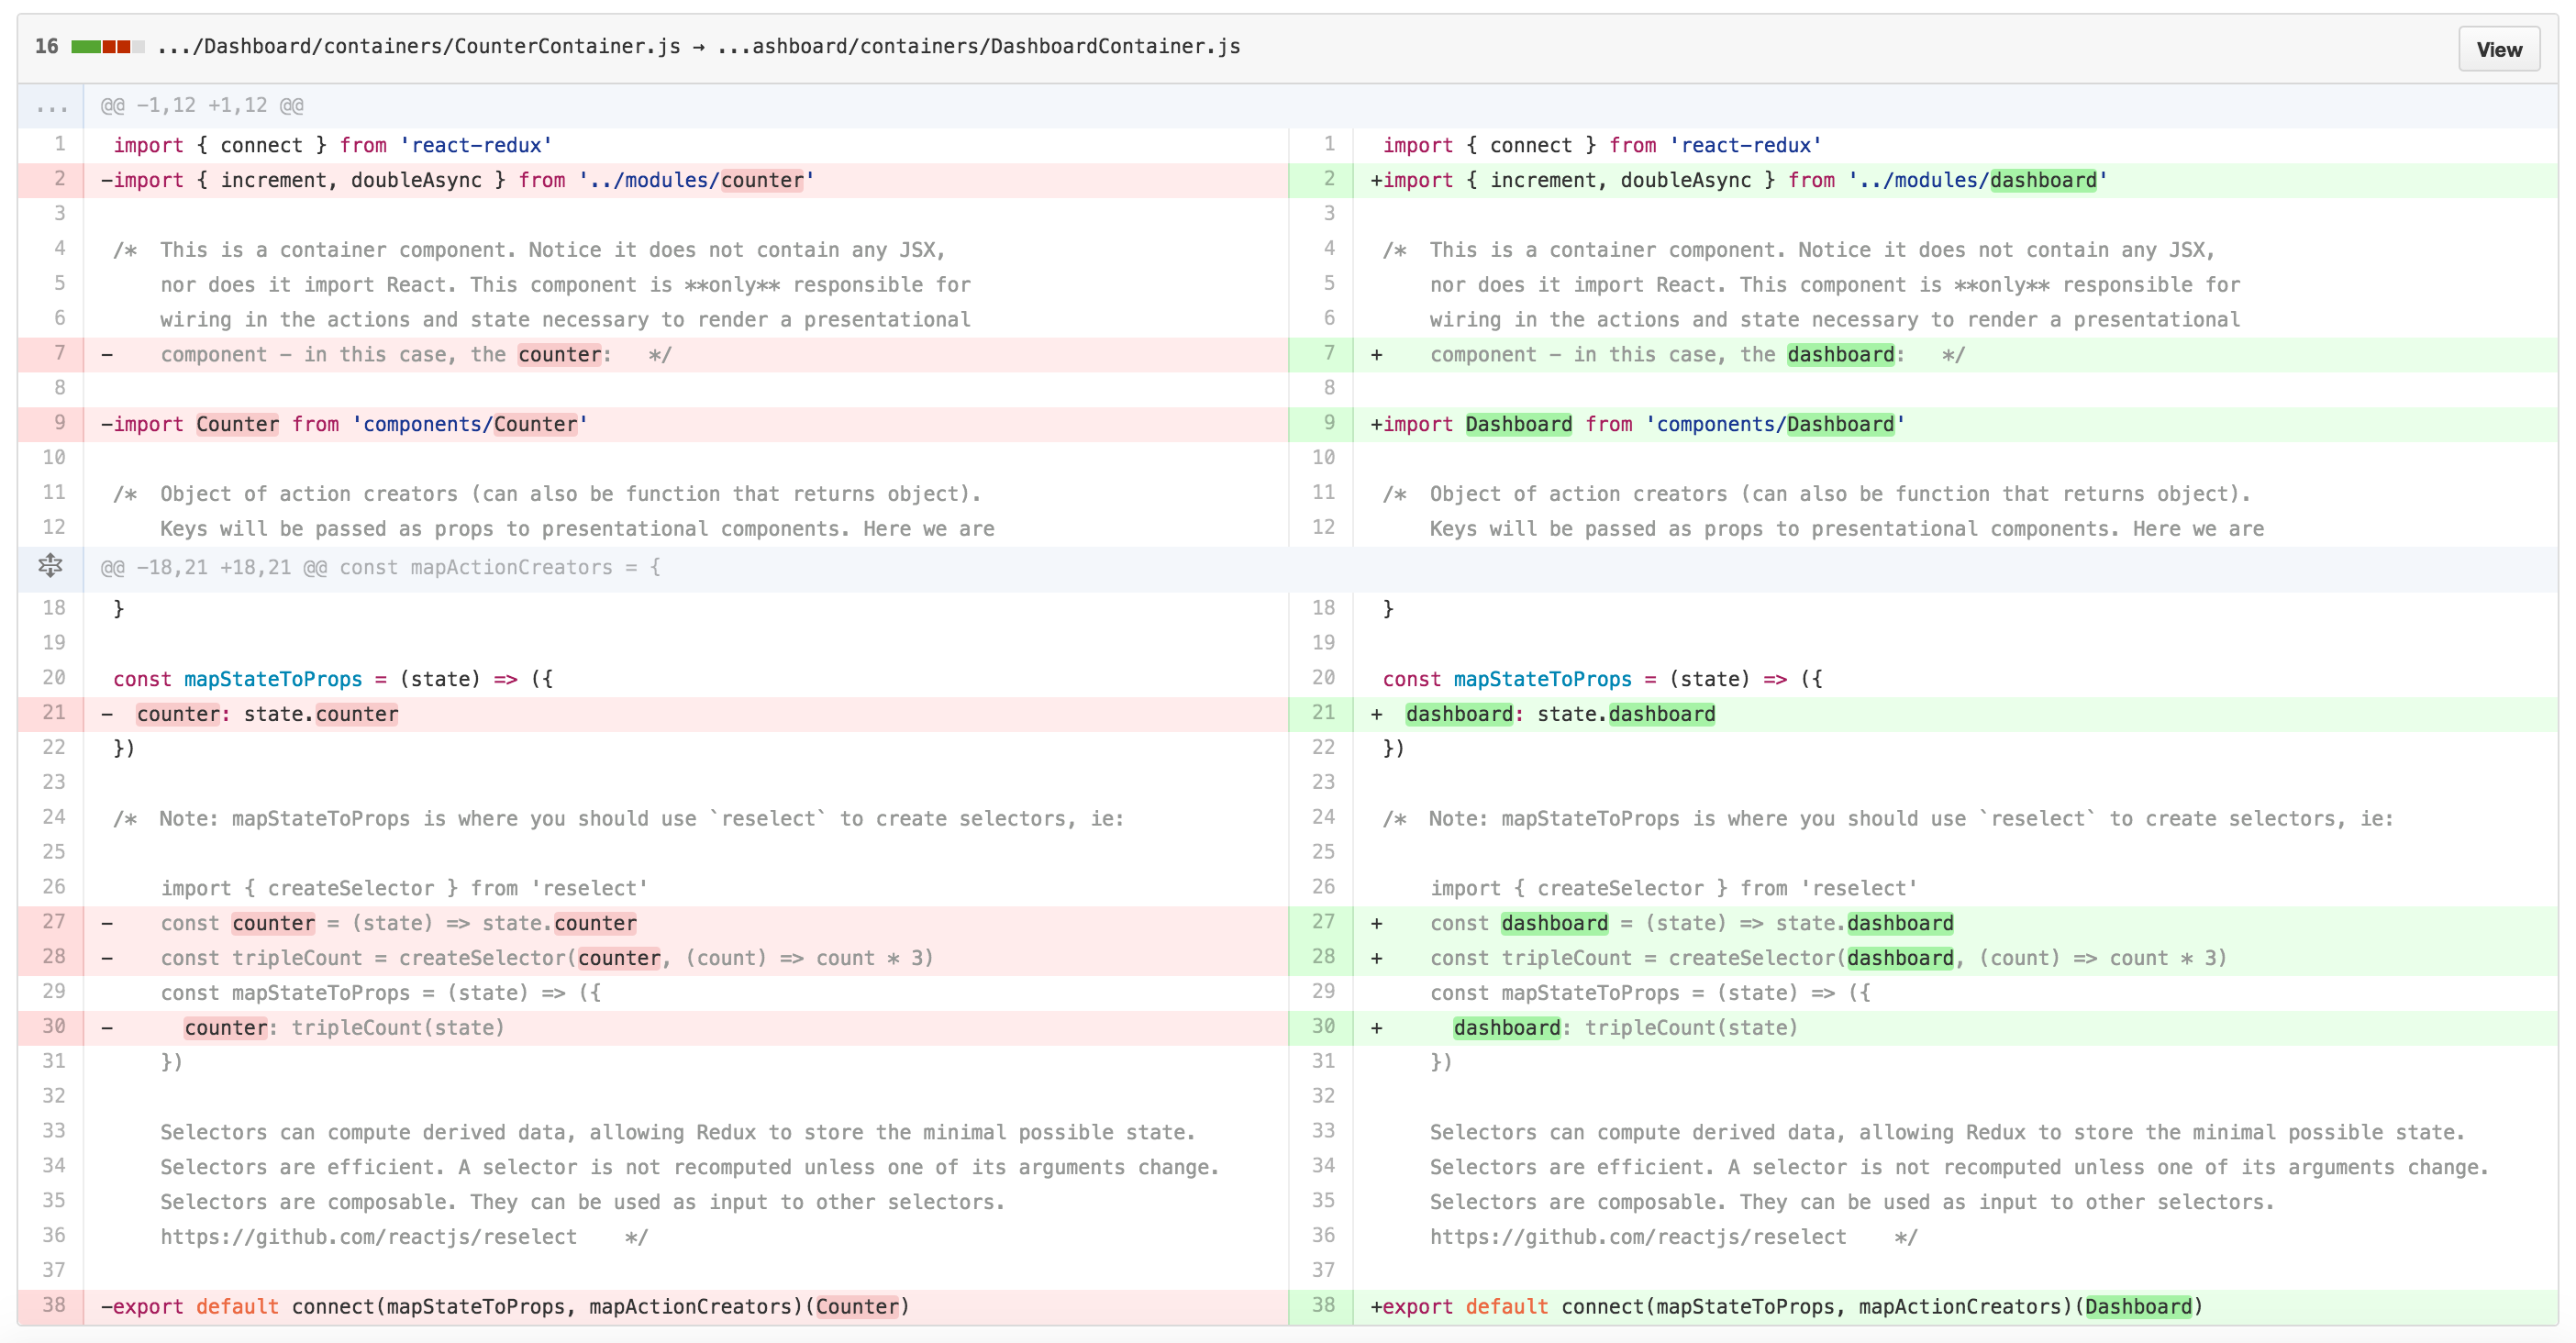 16 .../Dashboard/containers/CounterContainer.js → ...ashboard/containers/DashboardContainer.js View
... @@ -1,12 +1,12 @@
1 import { connect } from 'react-redux'
2 -import { increment, doubleAsync } from '../modules/counter'
3
4 /*  This is a container component. Notice it does not contain any JSX,
5     nor does it import React. This component is **only** responsible for
6     wiring in the actions and state necessary to render a presentational
7 -   component - in this case, the counter:   */
8
9 -import Counter from 'components/Counter'
10
11 /*  Object of action creators (can also be function that returns object).
12     Keys will be passed as props to presentational components. Here we are
1 import { connect } from 'react-redux'
2 +import { increment, doubleAsync } from '../modules/dashboard'
3
4 /*  This is a container component. Notice it does not contain any JSX,
5     nor does it import React. This component is **only** responsible for
6     wiring in the actions and state necessary to render a presentational
7 +   component - in this case, the dashboard:   */
8
9 +import Dashboard from 'components/Dashboard'
10
11 /*  Object of action creators (can also be function that returns object).
12     Keys will be passed as props to presentational components. Here we are
@@ -18,21 +18,21 @@ const mapActionCreators = {
18 }
19
20 const mapStateToProps = (state) => ({
21 -  counter: state.counter
22 })
23
24 /*  Note: mapStateToProps is where you should use `reselect` to create selectors, ie:
25
26     import { createSelector } from 'reselect'
27 -   const counter = (state) => state.counter
28 -   const tripleCount = createSelector(counter, (count) => count * 3)
29     const mapStateToProps = (state) => ({
30 -     counter: tripleCount(state)
31     })
32
33     Selectors can compute derived data, allowing Redux to store the minimal possible state.
34     Selectors are efficient. A selector is not recomputed unless one of its arguments change.
35     Selectors are composable. They can be used as input to other selectors.
36     https://github.com/reactjs/reselect    */
37
38 -export default connect(mapStateToProps, mapActionCreators)(Counter)
18 }
19
20 const mapStateToProps = (state) => ({
21 +  dashboard: state.dashboard
22 })
23
24 /*  Note: mapStateToProps is where you should use `reselect` to create selectors, ie:
25
26     import { createSelector } from 'reselect'
27 +   const dashboard = (state) => state.dashboard
28 +   const tripleCount = createSelector(dashboard, (count) => count * 3)
29     const mapStateToProps = (state) => ({
30 +     dashboard: tripleCount(state)
31     })
32
33     Selectors can compute derived data, allowing Redux to store the minimal possible state.
34     Selectors are efficient. A selector is not recomputed unless one of its arguments change.
35     Selectors are composable. They can be used as input to other selectors.
36     https://github.com/reactjs/reselect    */
37
38 +export default connect(mapStateToProps, mapActionCreators)(Dashboard)